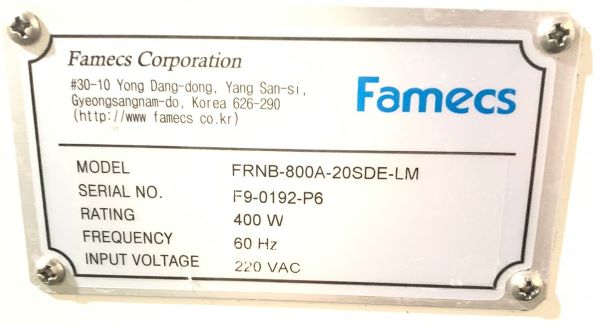 Famecs Corporation
#30-10 Yong Dang-dong, Yang San-si,
Gyeongsangnam-do, Korea 626-290
(http://www famecs co.kr)
Famecs
MODEL FRNB-800A-20SDE-LM
SERIAL NO. F9-0192-P6
RATING 400 W
FREQUENCY 60 Hz
INPUT VOLTAGE 220 VAC